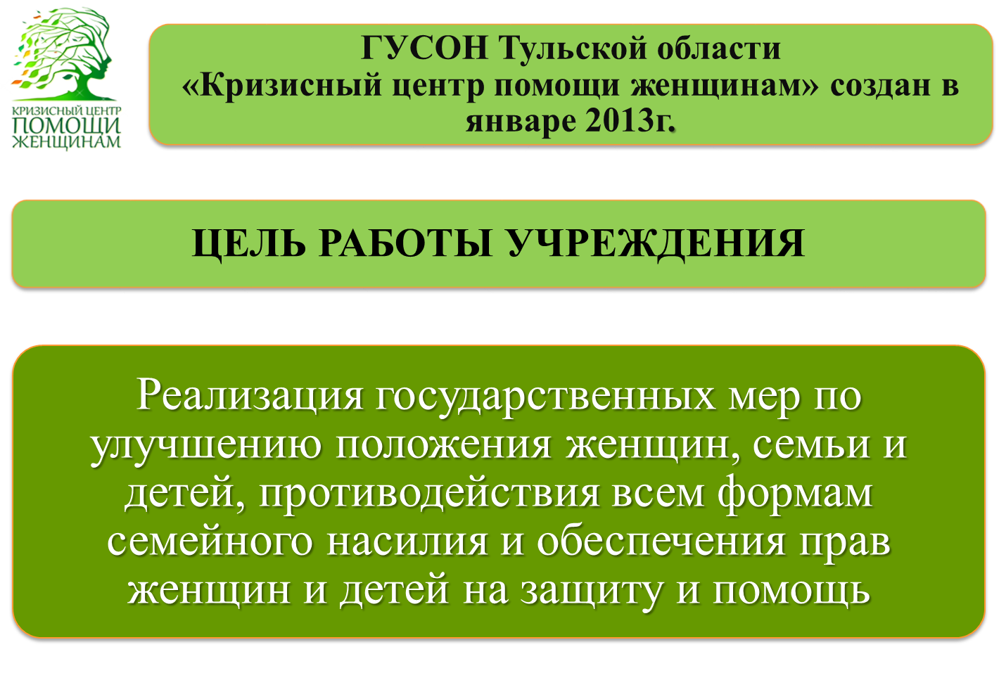 КРИЗИСНЫЙ ЦЕНТР
ПОМОЩИ
ЖЕНЩИНАМ
ГУСОН Тульской области
«Кризисный центр помощи женщинам» создан в
январе 2013г.
ЦЕЛЬ РАБОТЫ УЧРЕЖДЕНИЯ
Реализация государственных мер по
улучшению положения женщин, семьи и
детей, противодействия всем формам
семейного насилия и обеспечения прав
женщин и детей на защиту и помощь